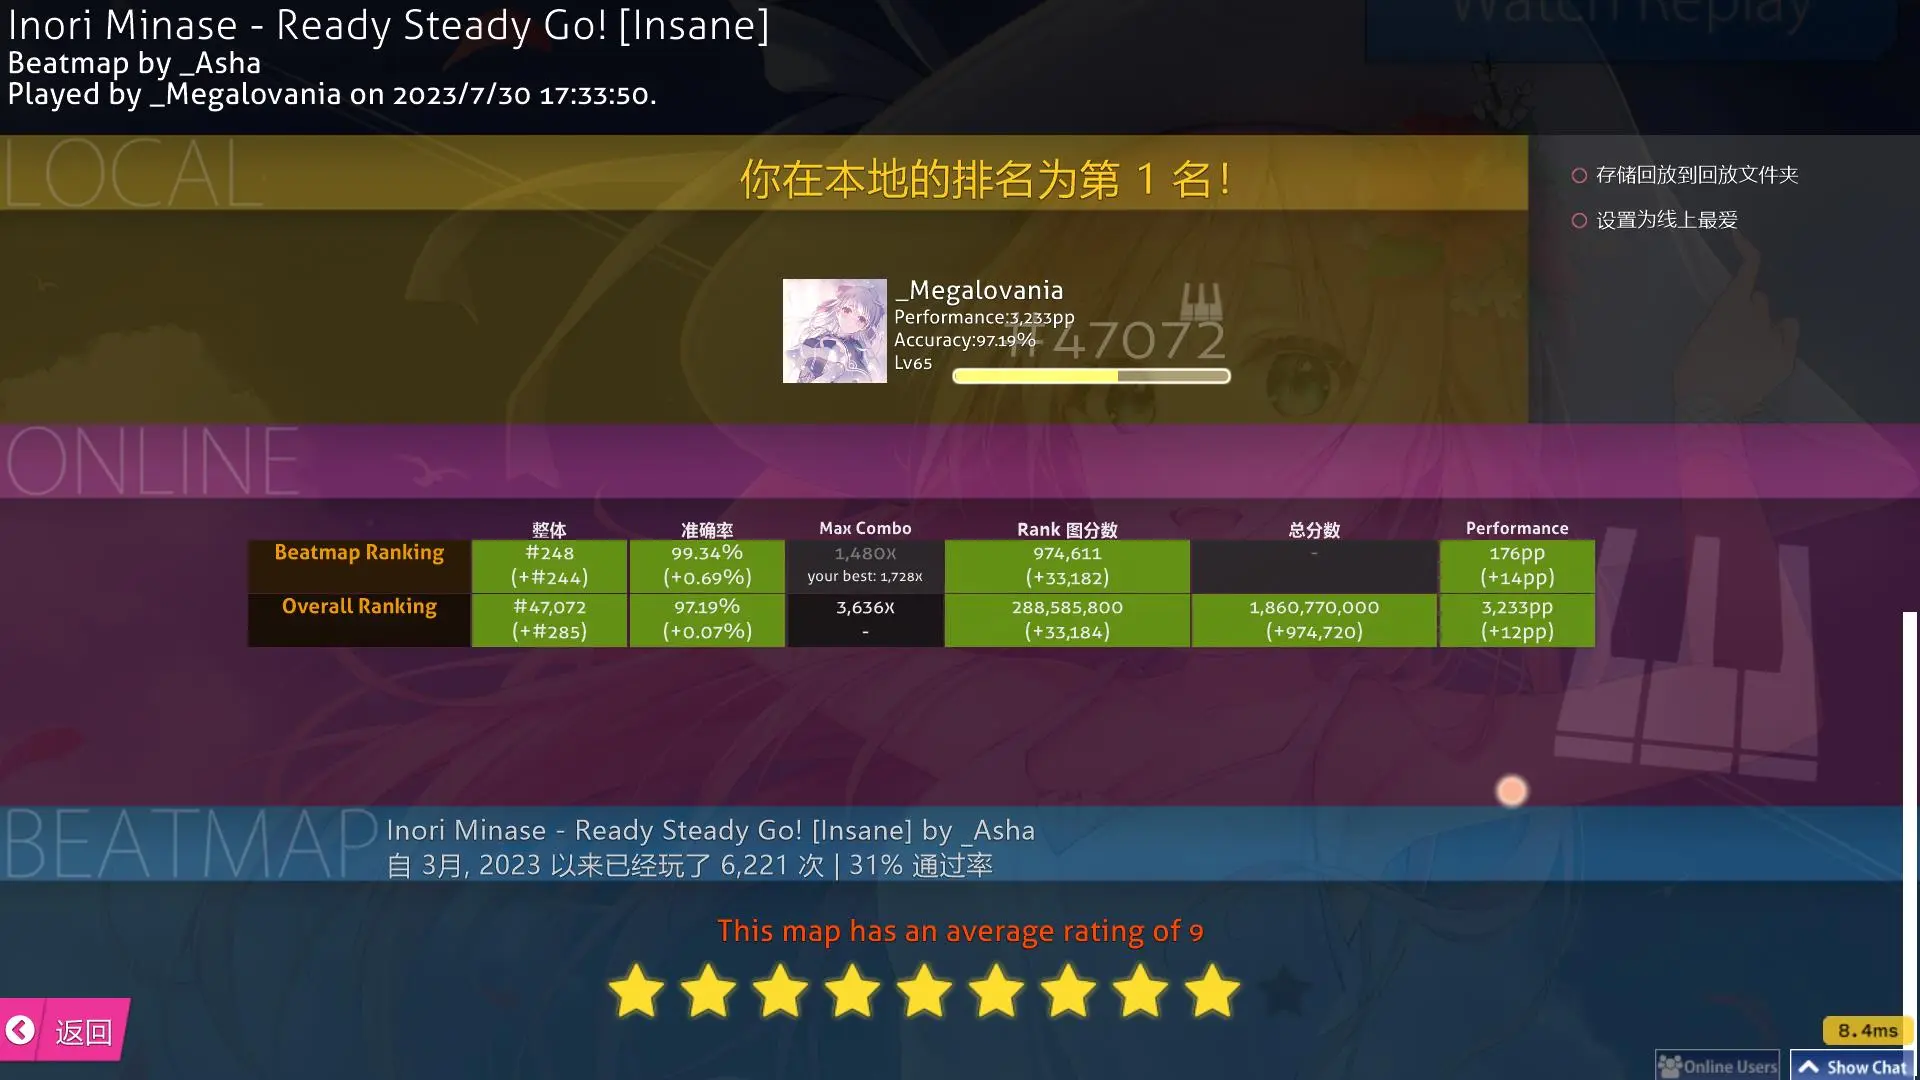 Inori Minase - Ready Steady Go! [Insane]
Beatmap by _Asha
Played by _Megalovania on 2023/7/30 17:33:50.
Watch Replay
LOCAL
你在本地的排名为第 1 名!
存储回放到回放文件夹
设置为线上最爱
_Megalovania
Performance:3,233pp
Accuracy:97.19%
Lv65
#47072
ONLINE
整体 准确率 Max Combo Rank 图分数 总分数 Performance
Beatmap Ranking #248 99.34% 1,480x 974,611 - 176pp
(+#244) (+0.69%) your best: 1,728x (+33,182) (+14pp)
Overall Ranking #47,072 97.19% 3,636x 288,585,800 1,860,770,000 3,233pp
(+#285) (+0.07%) - (+33,184) (+974,720) (+12pp)
BEATMAP
Inori Minase - Ready Steady Go! [Insane] by _Asha
自 3月, 2023 以来已经玩了 6,221 次 | 31% 通过率
This map has an average rating of 9
返回
8.4ms
Online Users
Show Chat